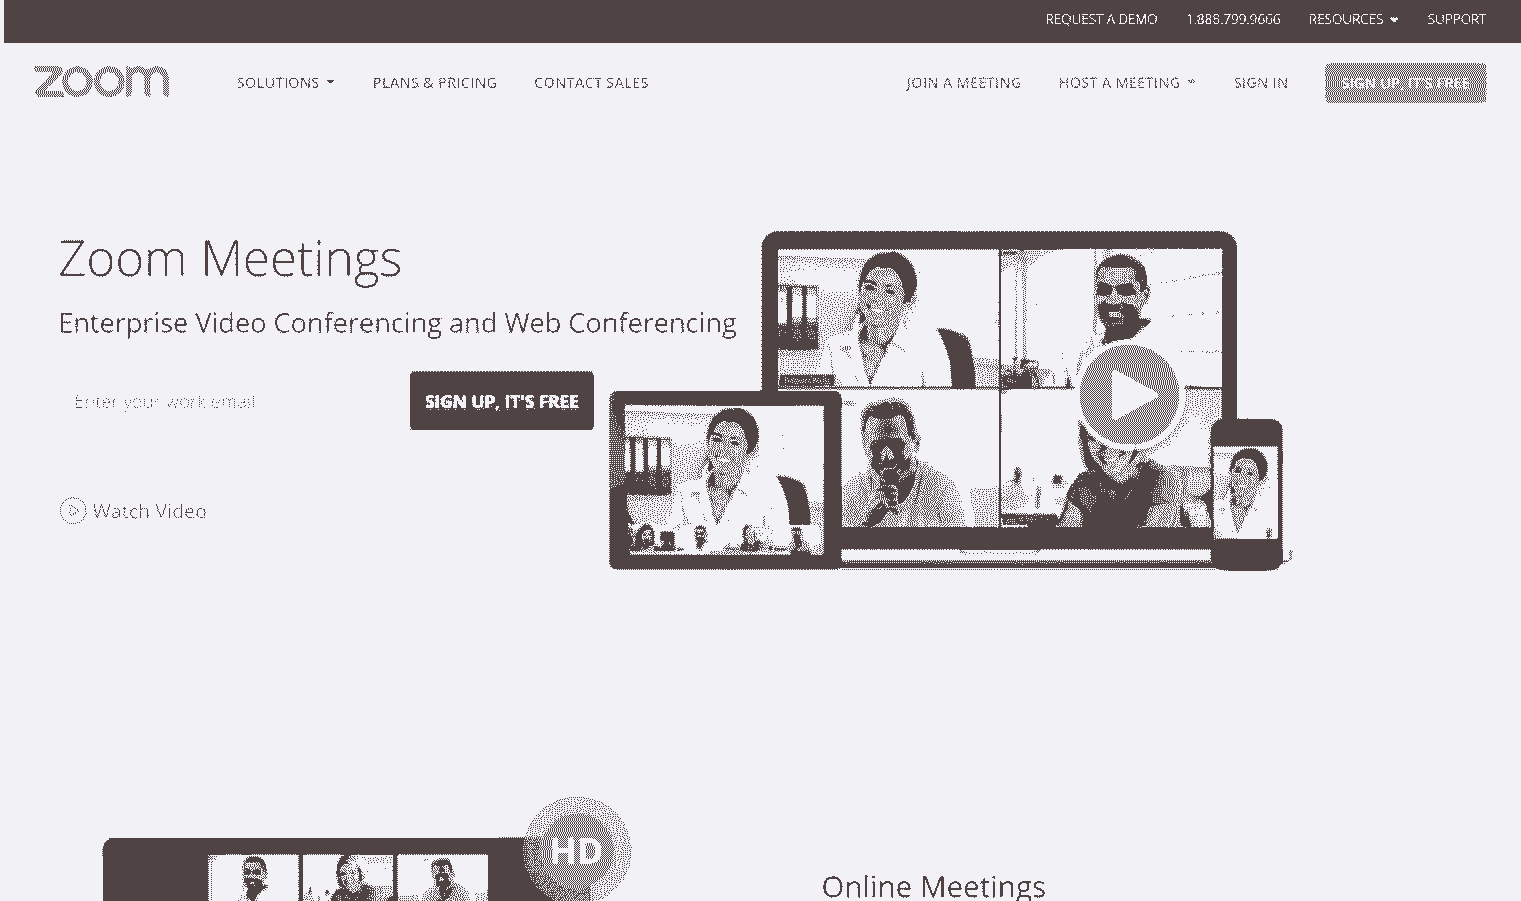 REQUEST A DEMO 1.888.799.9666 RESOURCES SUPPORT
zoom SOLUTIONS PLANS & PRICING CONTACT SALES JOIN A MEETING HOST A MEETING SIGN IN SIGN UP, IT'S FREE
Zoom Meetings
Enterprise Video Conferencing and Web Conferencing
Enter your work email SIGN UP, IT'S FREE
Watch Video
HD
Online Meetings